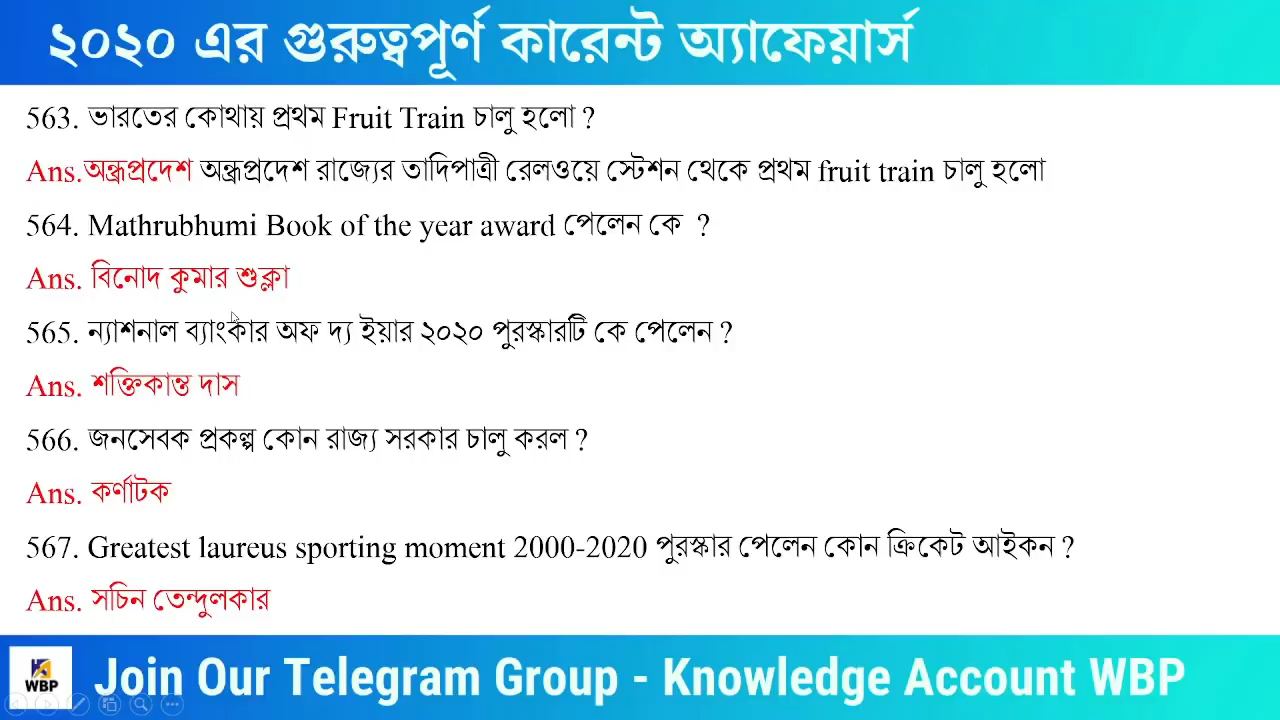 ২০২০ এর গুরুত্বপূর্ণ কারেন্ট অ্যাফেয়ার্স
563. ভারতের কোথায় প্রথম Fruit Train চালু হলো ?
Ans.অন্ধ্রপ্রদেশ অন্ধ্রপ্রদেশ রাজ্যের তাদিপাত্রী রেলওয়ে স্টেশন থেকে প্রথম fruit train চালু হলো
564. Mathrubhumi Book of the year award পেলেন কে ?
Ans. বিনোদ কুমার শুক্লা
565. ন্যাশনাল ব্যাংকার অফ দ্য ইয়ার ২০২০ পুরস্কারটি কে পেলেন ?
Ans. শক্তিকান্ত দাস
566. জনসেবক প্রকল্প কোন রাজ্য সরকার চালু করল ?
Ans. কর্ণাটক
567. Greatest laureus sporting moment 2000-2020 পুরস্কার পেলেন কোন ক্রিকেট আইকন ?
Ans. সচিন তেন্দুলকার
WBP
Join Our Telegram Group - Knowledge Account WBP